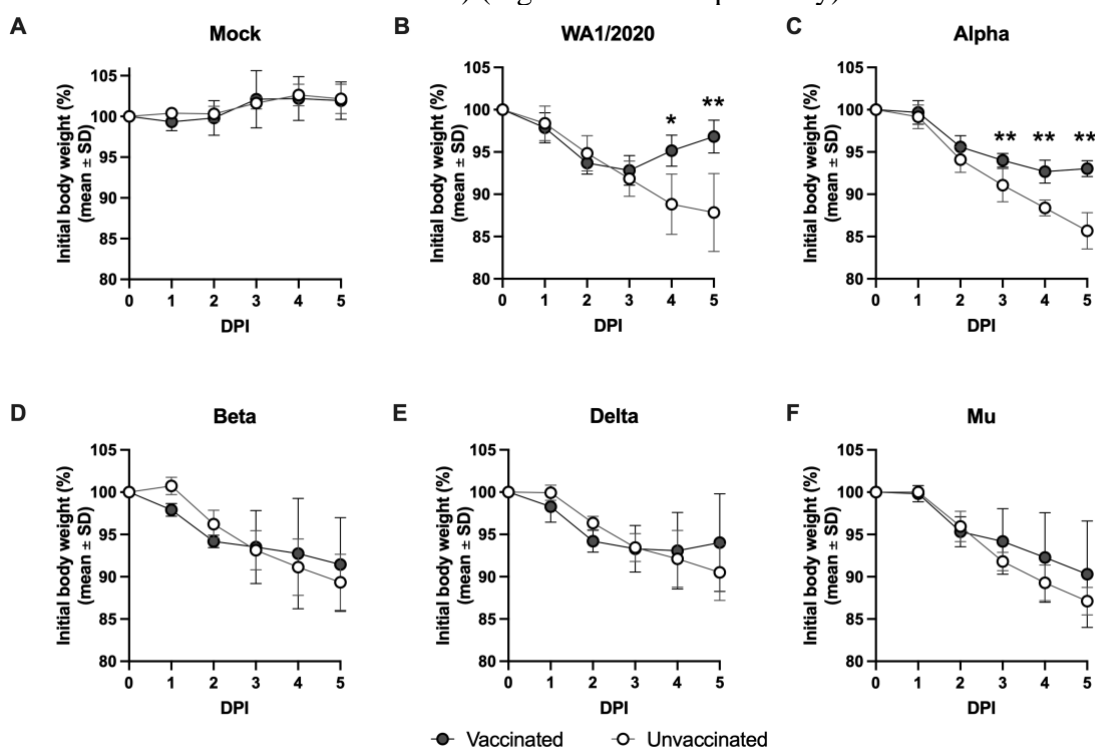 A Mock
105
100
95
90
85
80
Initial body weight (%)
(mean ± SD)
0 1 2 3 4 5
DPI
B WA1/2020
105
100
95
90
85
80
Initial body weight (%)
(mean ± SD)
* **
0 1 2 3 4 5
DPI
C Alpha
105
100
95
90
85
80
Initial body weight (%)
(mean ± SD)
** ** **
0 1 2 3 4 5
DPI
D Beta
105
100
95
90
85
80
Initial body weight (%)
(mean ± SD)
0 1 2 3 4 5
DPI
E Delta
105
100
95
90
85
80
Initial body weight (%)
(mean ± SD)
0 1 2 3 4 5
DPI
F Mu
105
100
95
90
85
80
Initial body weight (%)
(mean ± SD)
0 1 2 3 4 5
DPI
Vaccinated Unvaccinated